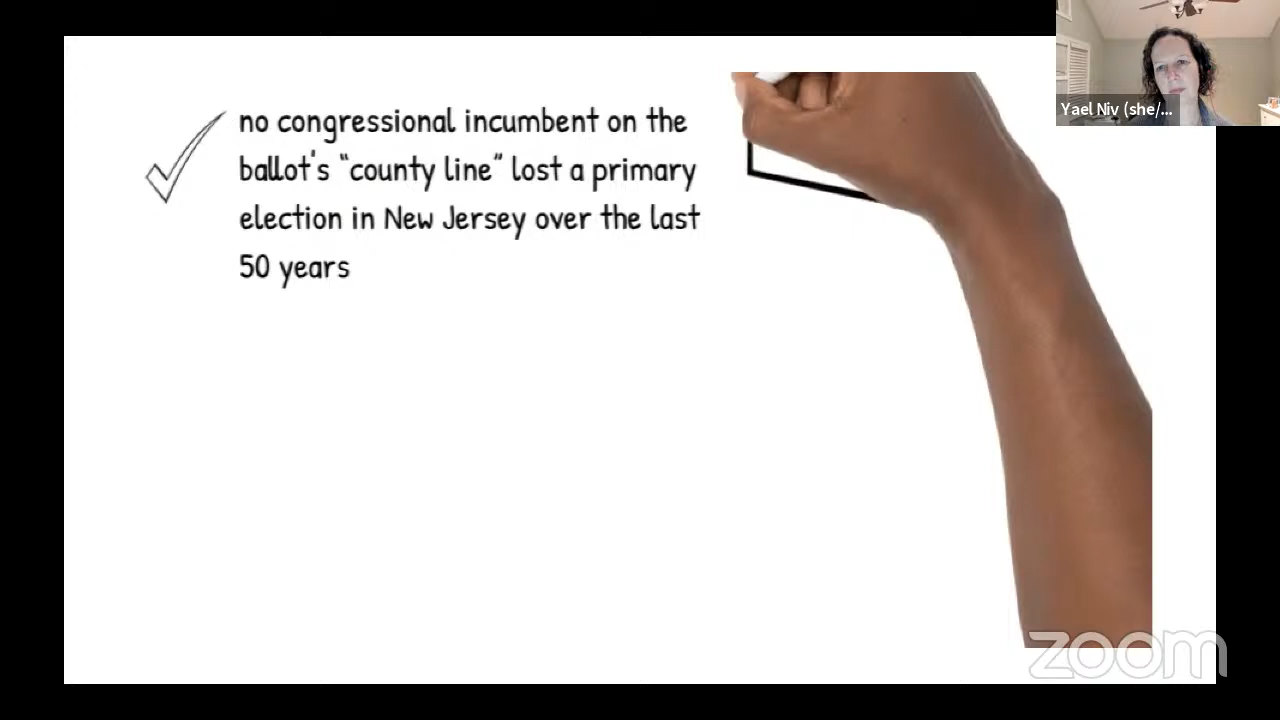 Yael Niv (she/...
no congressional incumbent on the
ballot's “county line” lost a primary
election in New Jersey over the last
50 years
zoom